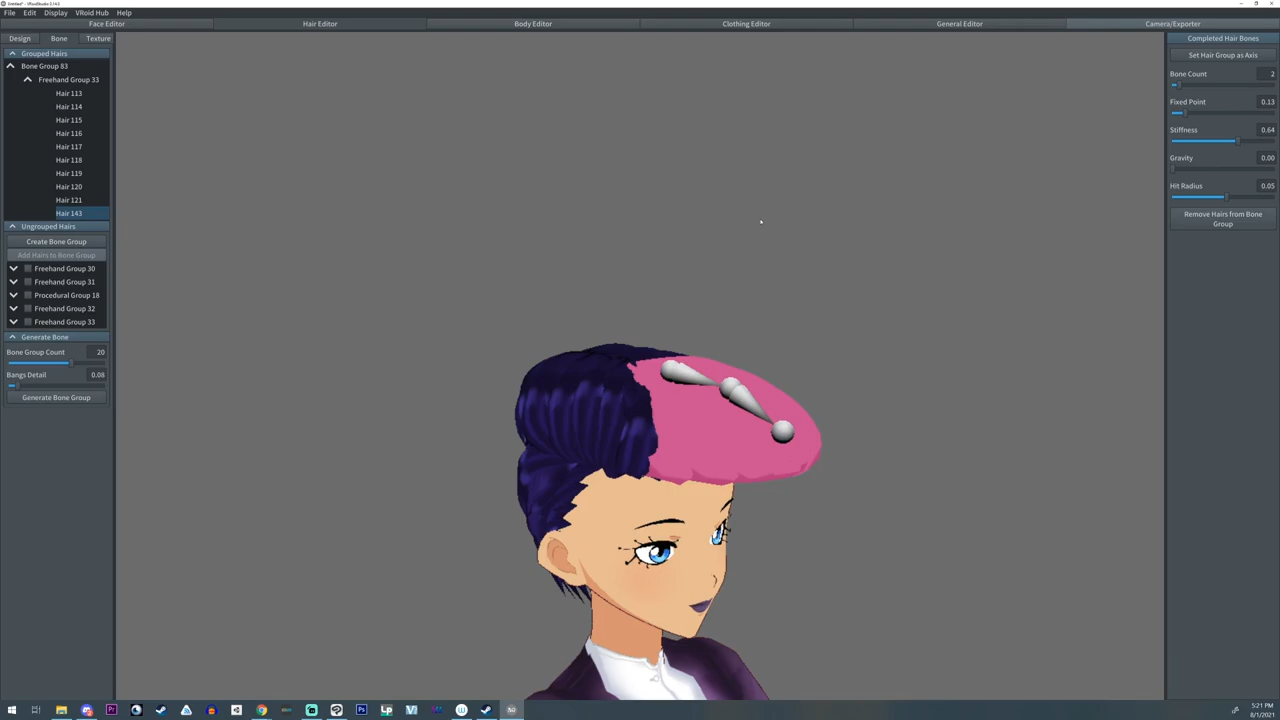 Untitled* - VRoidStudio 0.14.0
File Edit Display VRoid Hub Help
Face Editor Hair Editor Body Editor Clothing Editor General Editor Camera/Exporter
Design Bone Texture
Grouped Hairs
Bone Group 83
Freehand Group 33
Hair 113
Hair 114
Hair 115
Hair 116
Hair 117
Hair 118
Hair 119
Hair 120
Hair 121
Hair 143
Ungrouped Hairs
Create Bone Group
Add Hairs to Bone Group
Freehand Group 30
Freehand Group 31
Procedural Group 18
Freehand Group 32
Freehand Group 33
Generate Bone
Bone Group Count 20
Bangs Detail 0.08
Generate Bone Group
Completed Hair Bones
Set Hair Group as Axis
Bone Count 2
Fixed Point 0.13
Stiffness 0.64
Gravity 0.00
Hit Radius 0.05
Remove Hairs from Bone
Group
5:21 PM
8/1/2021